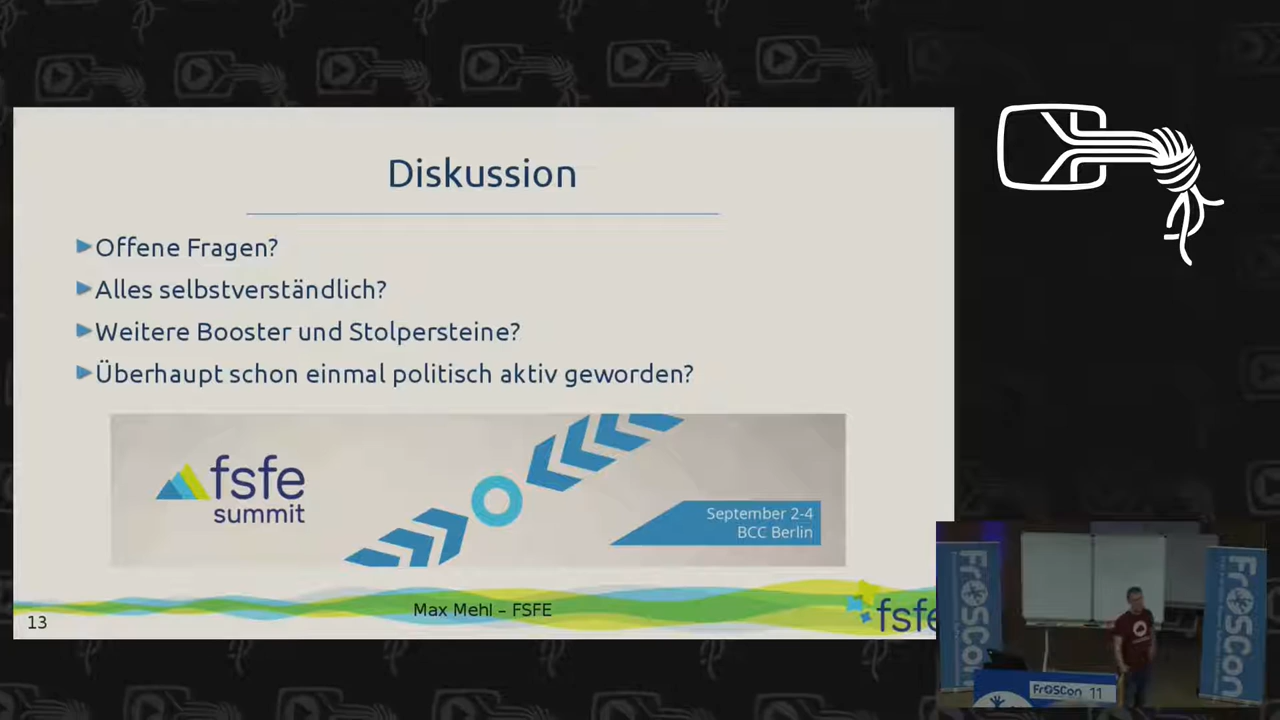 Diskussion
Offene Fragen?
Alles selbstverständlich?
Weitere Booster und Stolpersteine?
Überhaupt schon einmal politisch aktiv geworden?
fsfe
summit
September 2-4
BCC Berlin
Max Mehl – FSFE
13
fsfe
FrOSCon
FrOSCon
FrOSCon 11